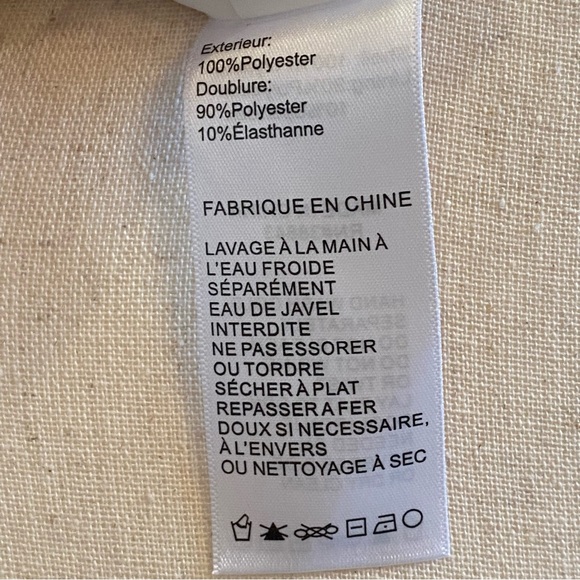 Exterieur:
100%Polyester
Doublure:
90%Polyester
10%Élasthanne
FABRIQUE EN CHINE
LAVAGE À LA MAIN À
L'EAU FROIDE
SÉPARÉMENT
EAU DE JAVEL
INTERDITE
NE PAS ESSORER
OU TORDRE
SÉCHER À PLAT
REPASSER A FER
DOUX SI NECESSAIRE,
À L'ENVERS
OU NETTOYAGE À SEC